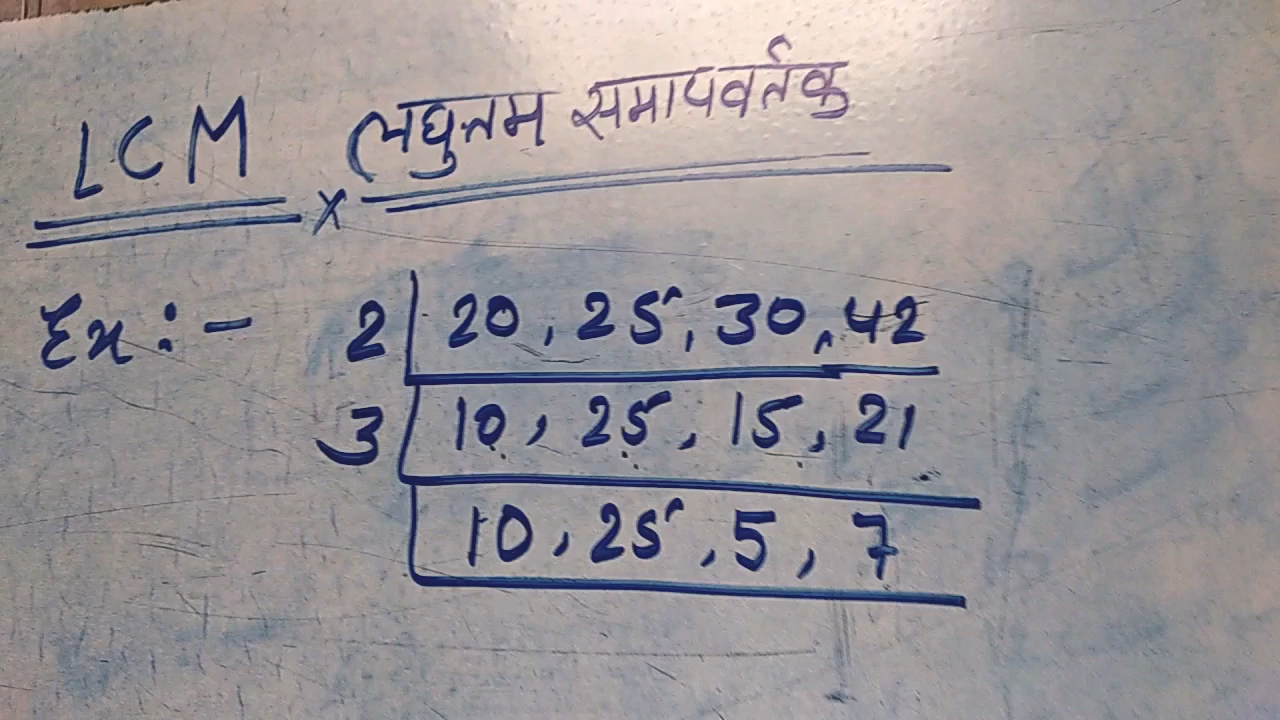 LCM x लघुत्तम समापवर्तक
Ex:- 2 | 20, 25, 30, 42
3 | 10, 25, 15, 21
10, 25, 5, 7